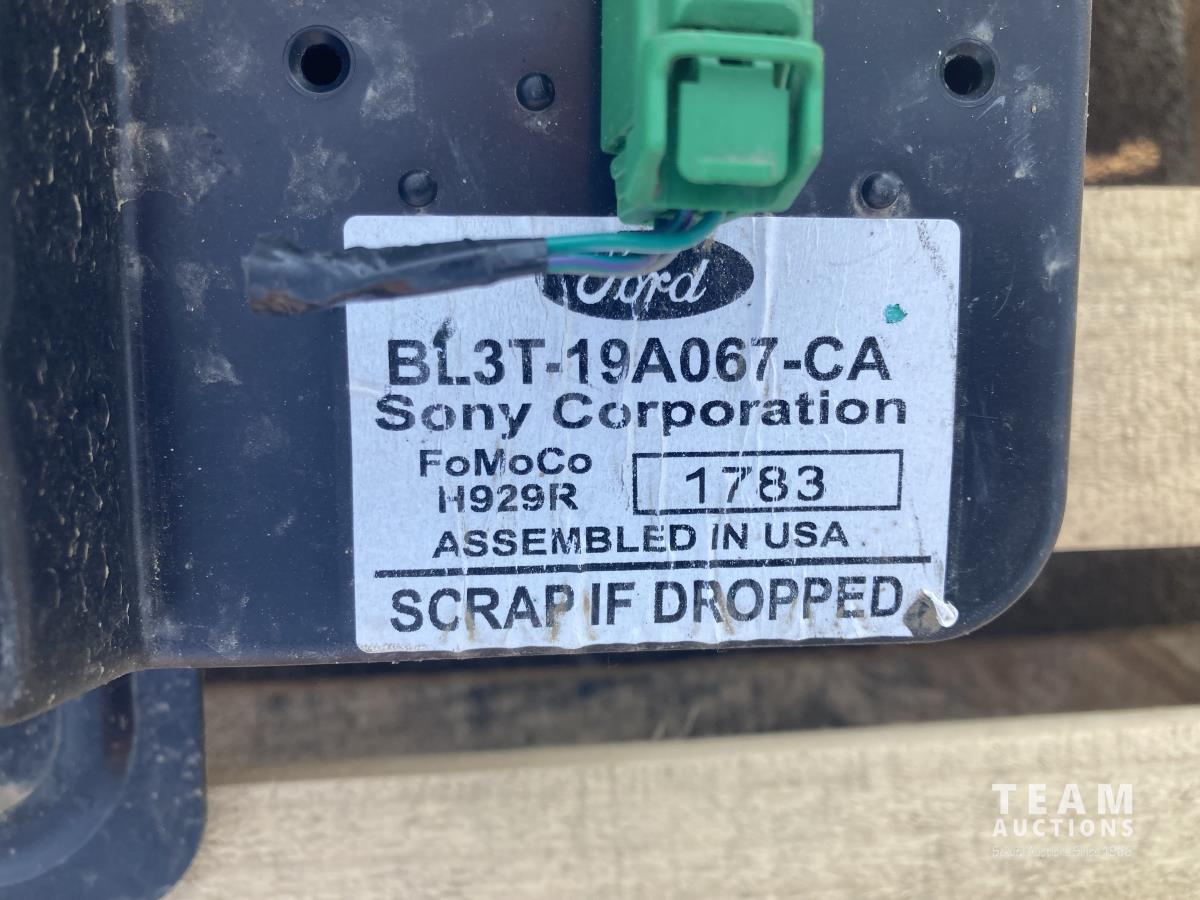 Ford
BL3T-19A067-CA
Sony Corporation
FoMoCo
H929R
1783
ASSEMBLED IN USA
SCRAP IF DROPPED
TEAM
AUCTIONS